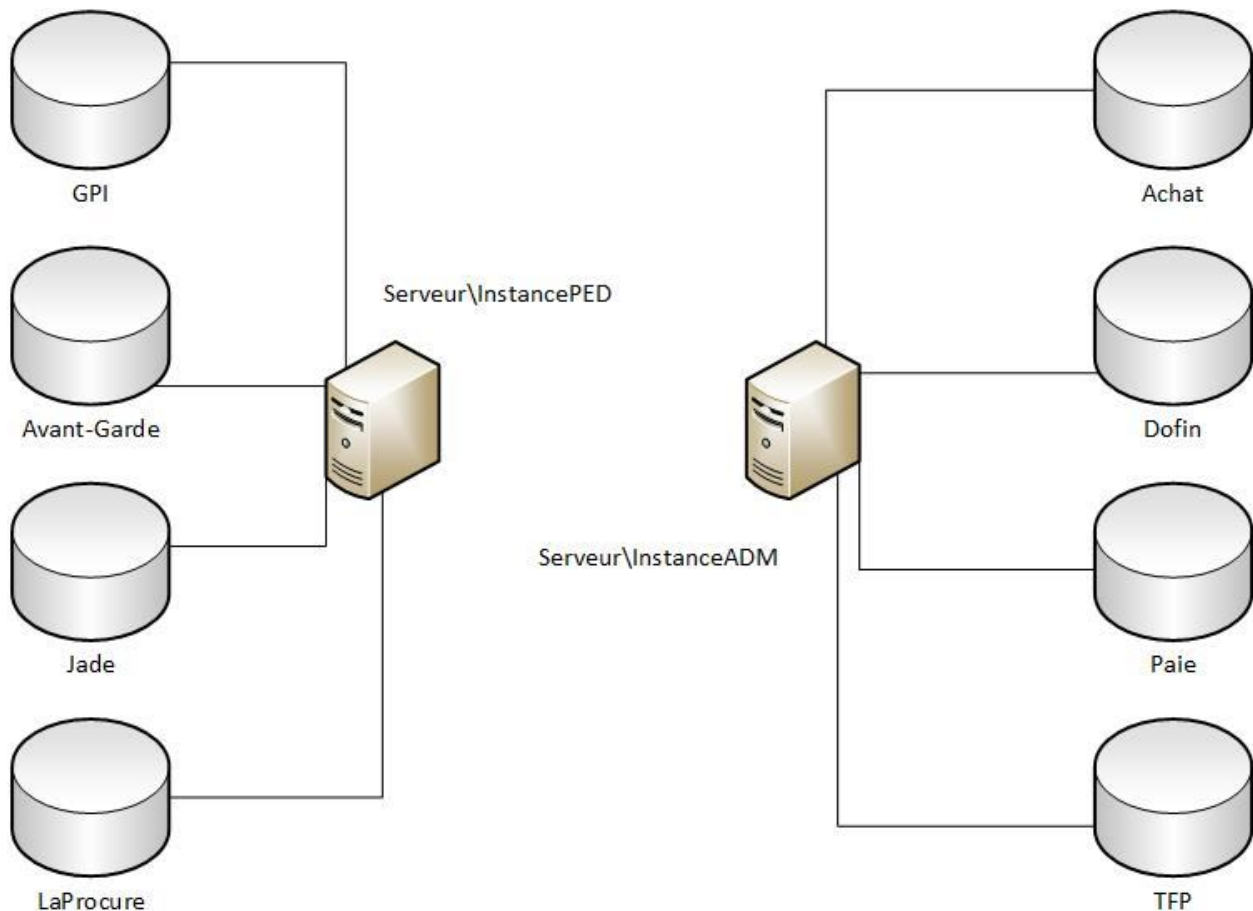 GPI
Achat
Serveur\InstancePED
Avant-Garde
Dofin
Serveur\InstanceADM
Jade
Paie
LaProcure
TFP